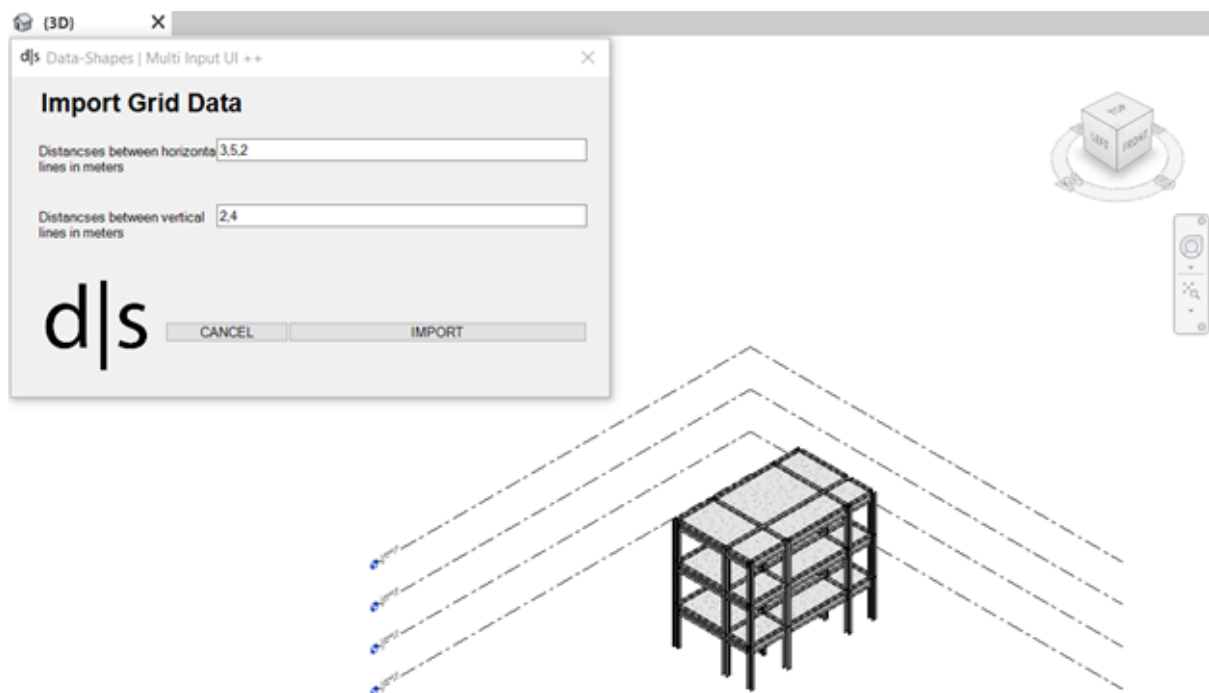 {3D}
d|s Data-Shapes | Multi Input UI ++
Import Grid Data
Distancses between horizonta 3,5,2
lines in meters
Distancses between vertical 2,4
lines in meters
d|s
CANCEL IMPORT
TOP
LEFT FRONT